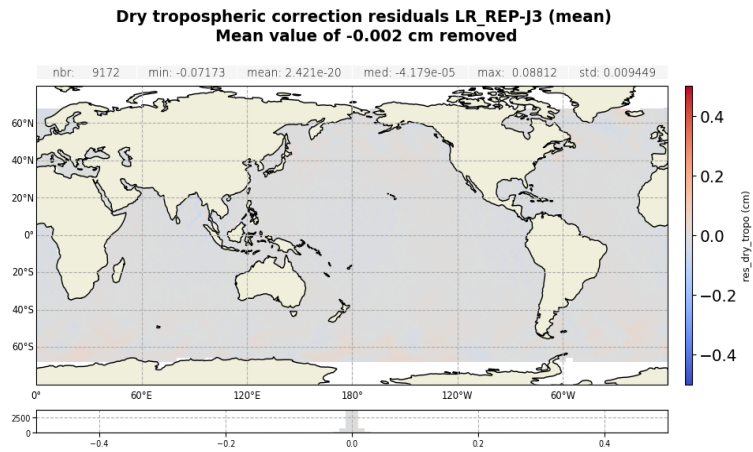 Dry tropospheric correction residuals LR_REP-J3 (mean)
Mean value of -0.002 cm removed
nbr: 9172 min: -0.07173 mean: 2.421e-20 med: -4.179e-05 max: 0.08812 std: 0.009449
60°N
40°N
20°N
0°
20°S
40°S
60°S
0° 60°E 120°E 180° 120°W 60°W
0.4
0.2
0.0
−0.2
−0.4
res_dry_tropo (cm)
2500
0
−0.4 −0.2 0.0 0.2 0.4